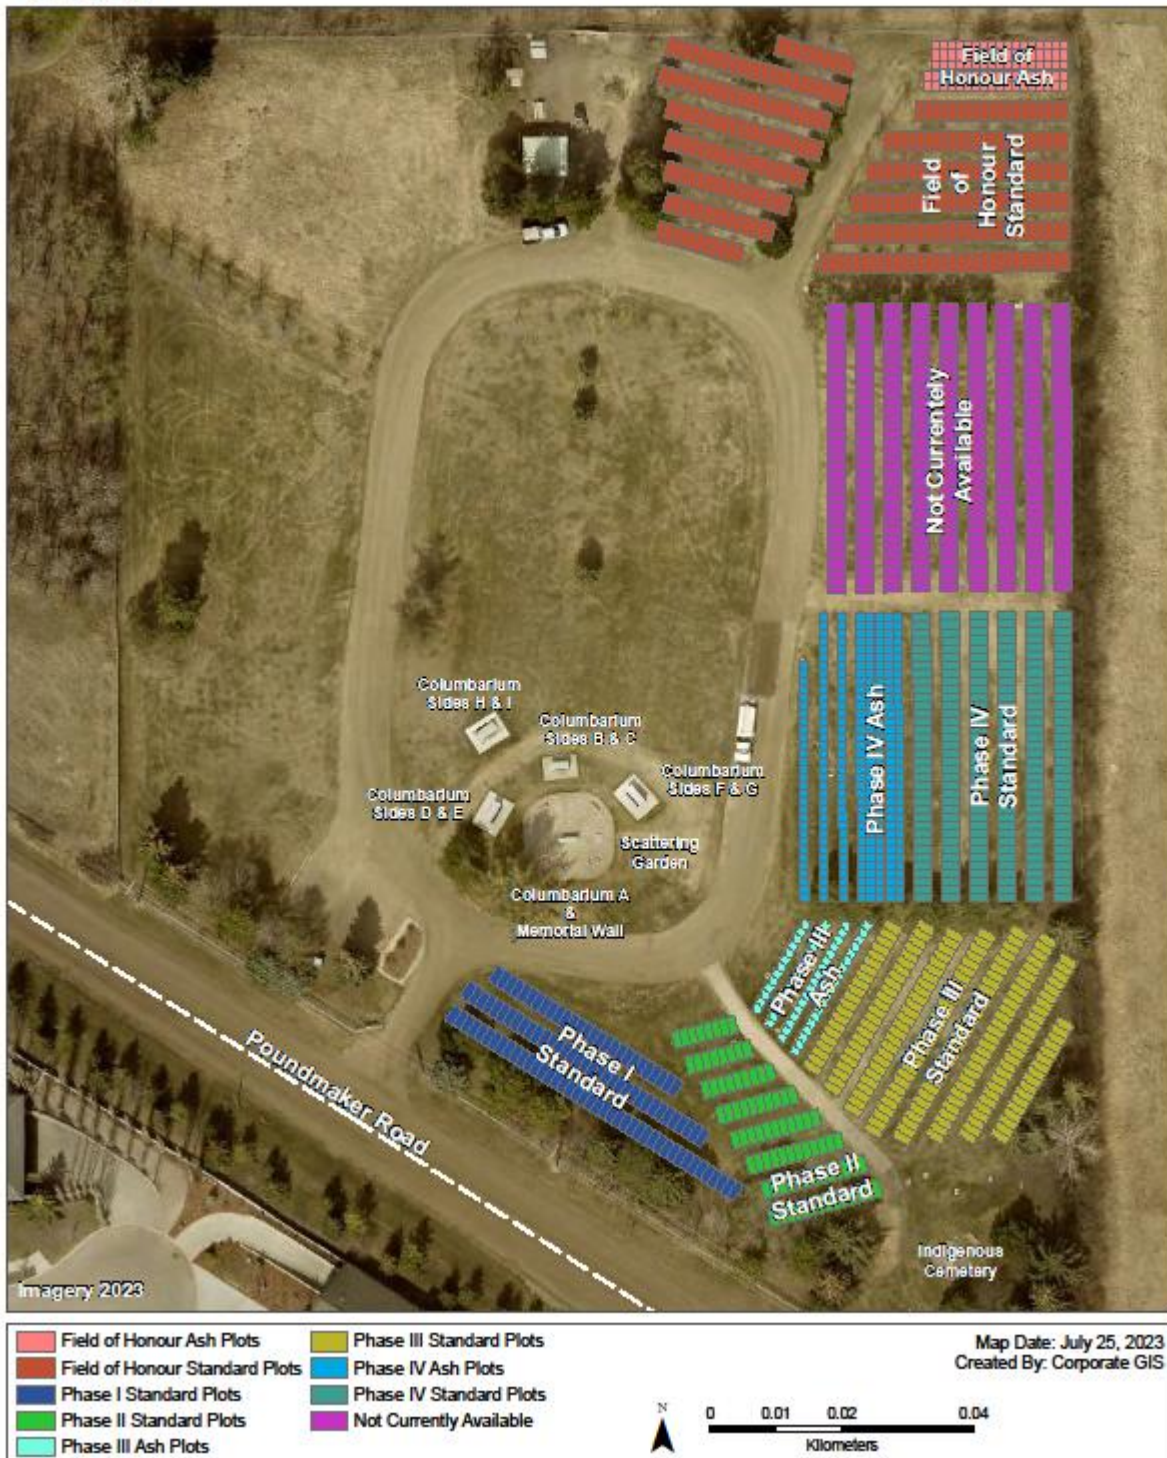 Field of
Honour Ash
Field
of
Honour
Standard
Not Currentely
Available
Columbarium
Sides H & I
Columbarium
Sides B & C
Columbarium
Sides F & G
Columbarium
Sides D & E
Scattering
Garden
Columbarium A
&
Memorial Wall
Phase IV Ash
Phase IV
Standard
Phase III
Ash
Phase III
Standard
Phase I
Standard
Phase II
Standard
Poundmaker Road
Indigenous
Cemetery
Imagery 2023
Field of Honour Ash Plots
Field of Honour Standard Plots
Phase I Standard Plots
Phase II Standard Plots
Phase III Ash Plots
Phase III Standard Plots
Phase IV Ash Plots
Phase IV Standard Plots
Not Currently Available
Map Date: July 25, 2023
Created By: Corporate GIS
N
0 0.01 0.02 0.04
Kilometers